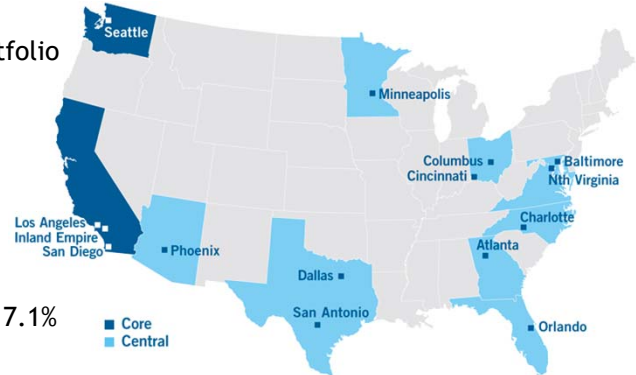 Seattle
tfolio
Minneapolis
Columbus
Cincinnati
Baltimore
Nth Virginia
Charlotte
Los Angeles
Inland Empire
San Diego
Phoenix
Atlanta
Dallas
San Antonio
7.1%
Core
Central
Orlando